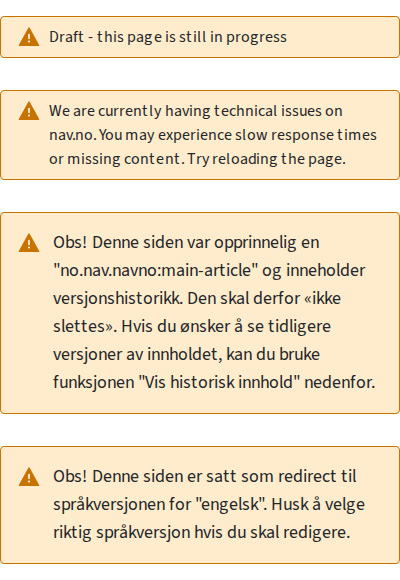 Draft - this page is still in progress
We are currently having technical issues on
nav.no. You may experience slow response times
or missing content. Try reloading the page.
Obs! Denne siden var opprinnelig en
"no.nav.navno:main-article" og inneholder
versjonshistorikk. Den skal derfor «ikke
slettes». Hvis du ønsker å se tidligere
versjoner av innholdet, kan du bruke
funksjonen "Vis historisk innhold" nedenfor.
Obs! Denne siden er satt som redirect til
språkversjonen for "engelsk". Husk å velge
riktig språkversjon hvis du skal redigere.